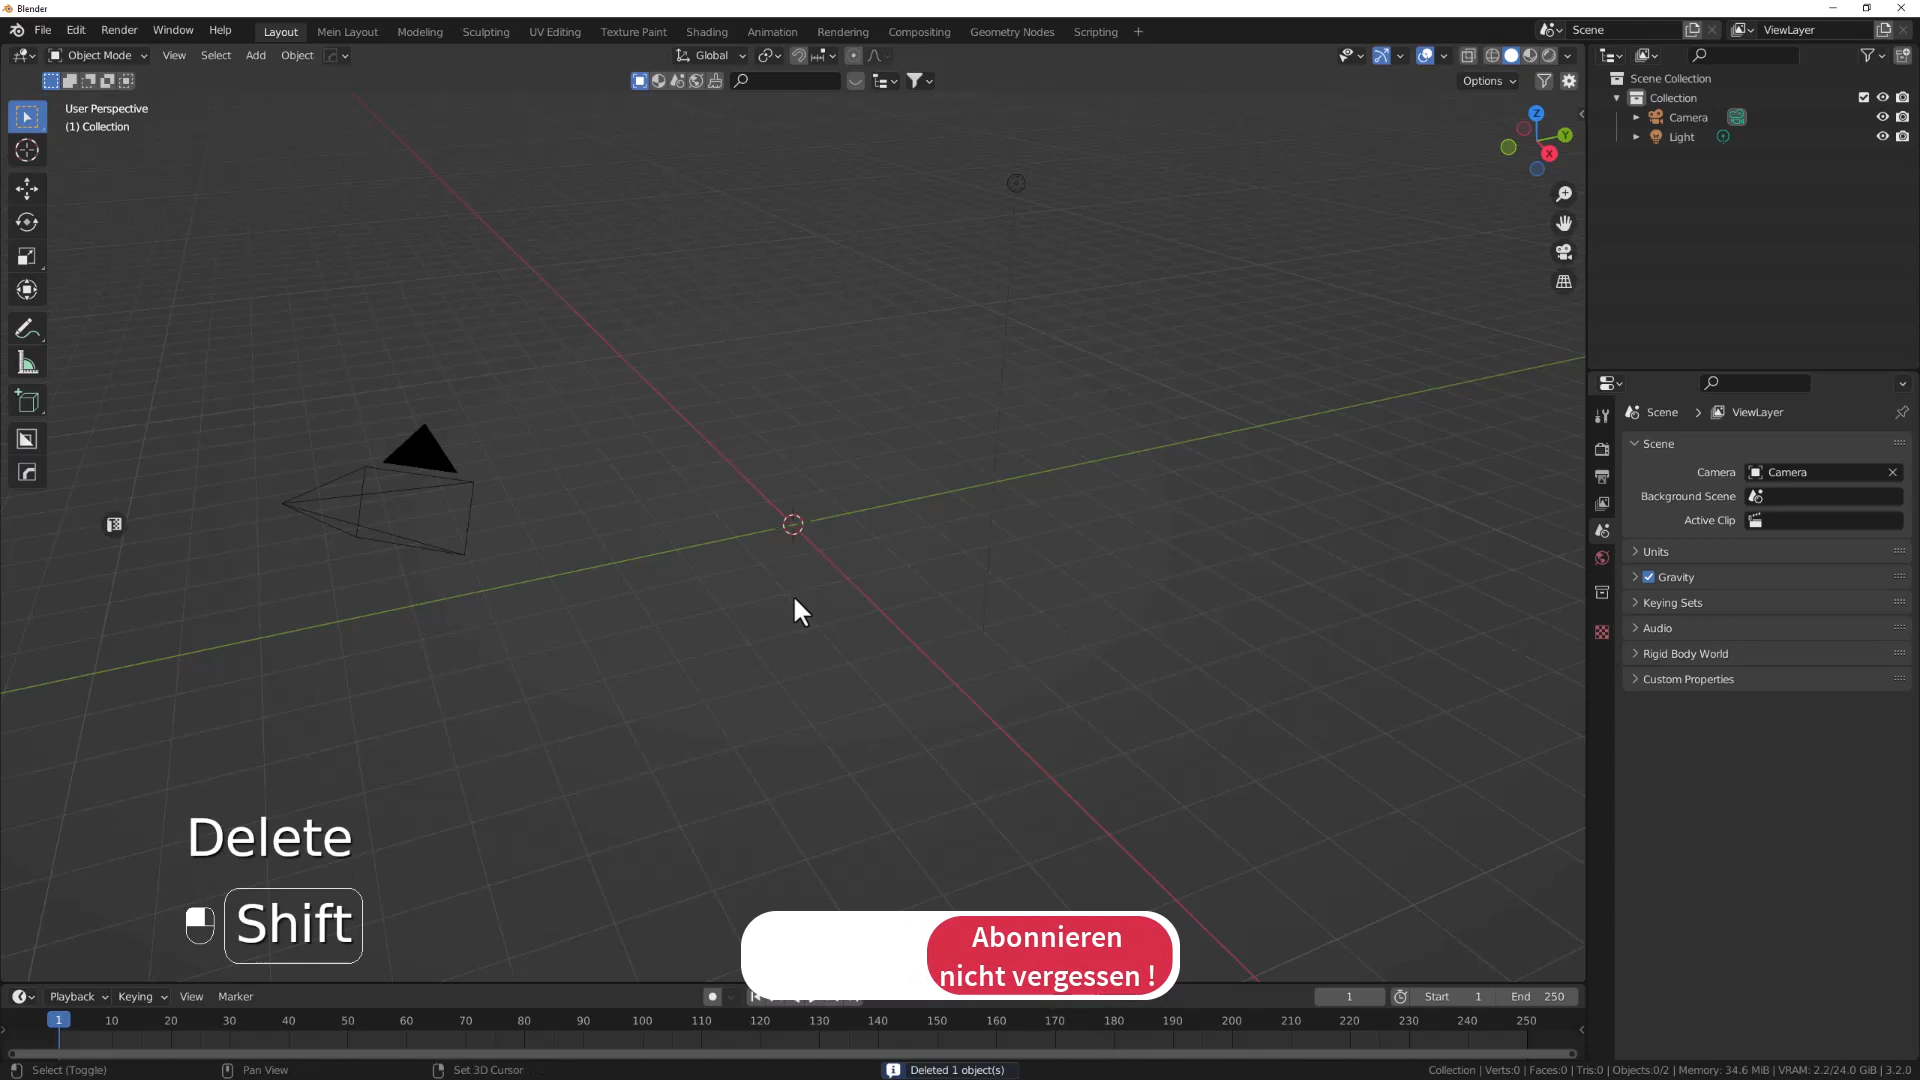 Blender
File Edit Render Window Help
Layout Mein Layout Modeling Sculpting UV Editing Texture Paint Shading Animation Rendering Compositing Geometry Nodes Scripting +
Scene
ViewLayer
Object Mode View Select Add Object
Global
Options
User Perspective
(1) Collection
Z
Y
X
Scene Collection
Collection
Camera
Light
Scene > ViewLayer
Scene
Camera Camera
Background Scene
Active Clip
Units
Gravity
Keying Sets
Audio
Rigid Body World
Custom Properties
Delete
Shift
Abonnieren
nicht vergessen !
Playback Keying View Marker
1
Start 1 End 250
1 10 20 30 40 50 60 70 80 90 100 110 120 130 140 150 160 170 180 190 200 210 220 230 240 250
Select (Toggle) Pan View Set 3D Cursor
Deleted 1 object(s)
Collection | Verts:0 | Faces:0 | Tris:0 | Objects:0/2 | Memory: 34.6 MiB | VRAM: 2.2/24.0 GiB | 3.2.0